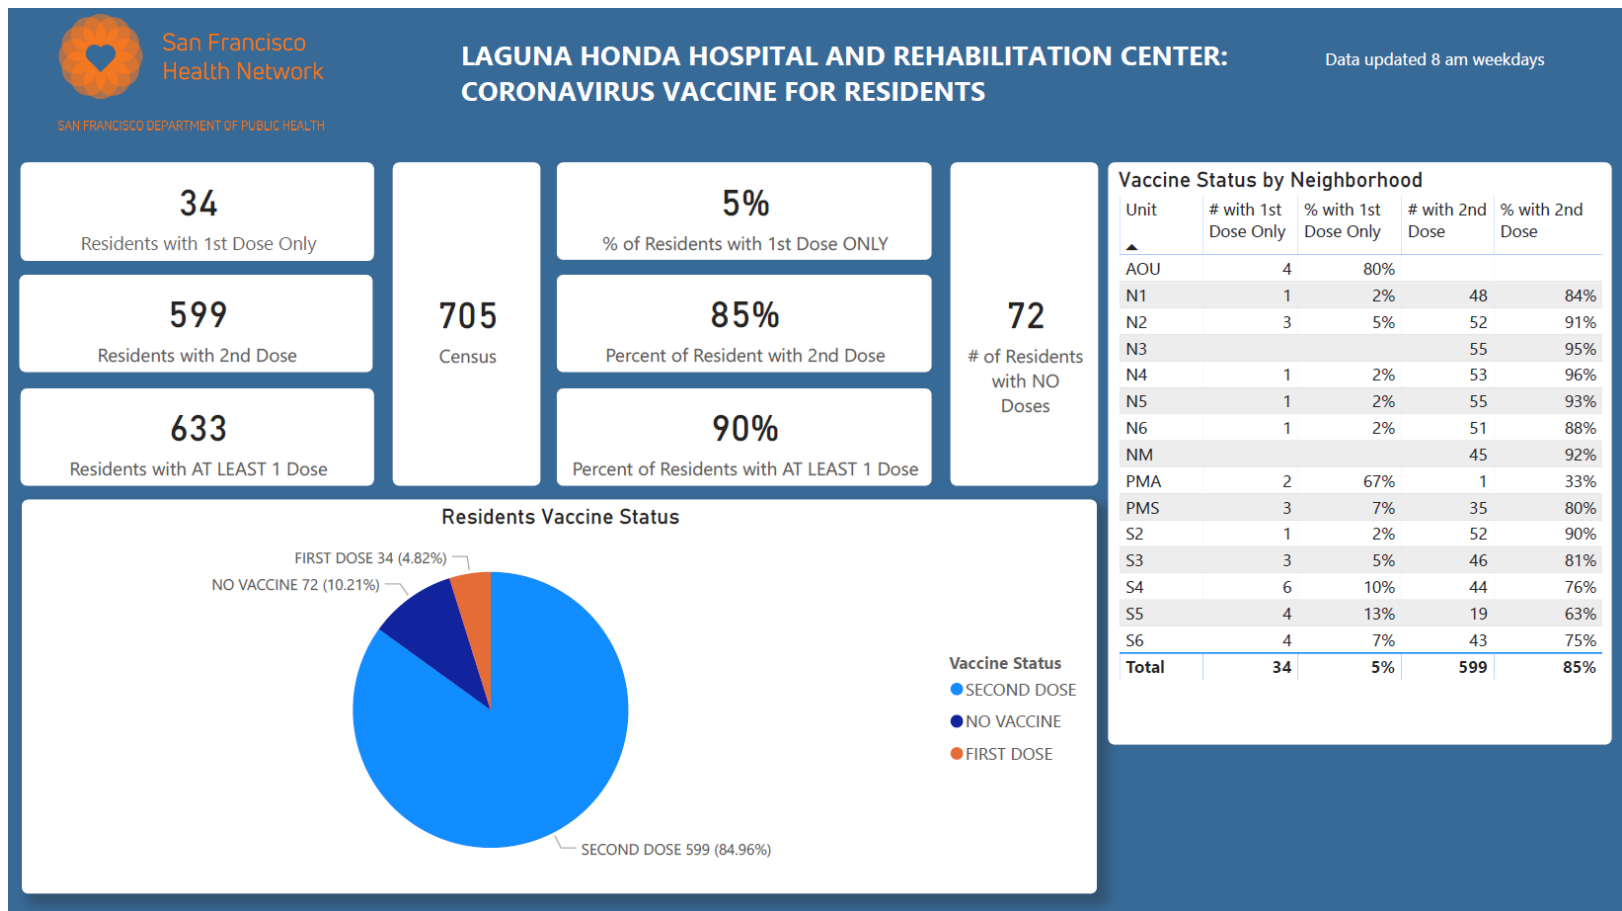 San Francisco
Health Network
SAN FRANCISCO DEPARTMENT OF PUBLIC HEALTH
LAGUNA HONDA HOSPITAL AND REHABILITATION CENTER:
CORONAVIRUS VACCINE FOR RESIDENTS
Data updated 8 am weekdays
34
Residents with 1st Dose Only
599
Residents with 2nd Dose
633
Residents with AT LEAST 1 Dose
705
Census
5%
% of Residents with 1st Dose ONLY
85%
Percent of Resident with 2nd Dose
90%
Percent of Residents with AT LEAST 1 Dose
72
# of Residents
with NO
Doses
Vaccine Status by Neighborhood
Unit # with 1st % with 1st # with 2nd % with 2nd
Dose Only Dose Only Dose Dose
AOU 4 80%
N1 1 2% 48 84%
N2 3 5% 52 91%
N3 55 95%
N4 1 2% 53 96%
N5 1 2% 55 93%
N6 1 2% 51 88%
NM 45 92%
PMA 2 67% 1 33%
PMS 3 7% 35 80%
S2 1 2% 52 90%
S3 3 5% 46 81%
S4 6 10% 44 76%
S5 4 13% 19 63%
S6 4 7% 43 75%
Total 34 5% 599 85%
Residents Vaccine Status
FIRST DOSE 34 (4.82%)
NO VACCINE 72 (10.21%)
SECOND DOSE 599 (84.96%)
Vaccine Status
SECOND DOSE
NO VACCINE
FIRST DOSE